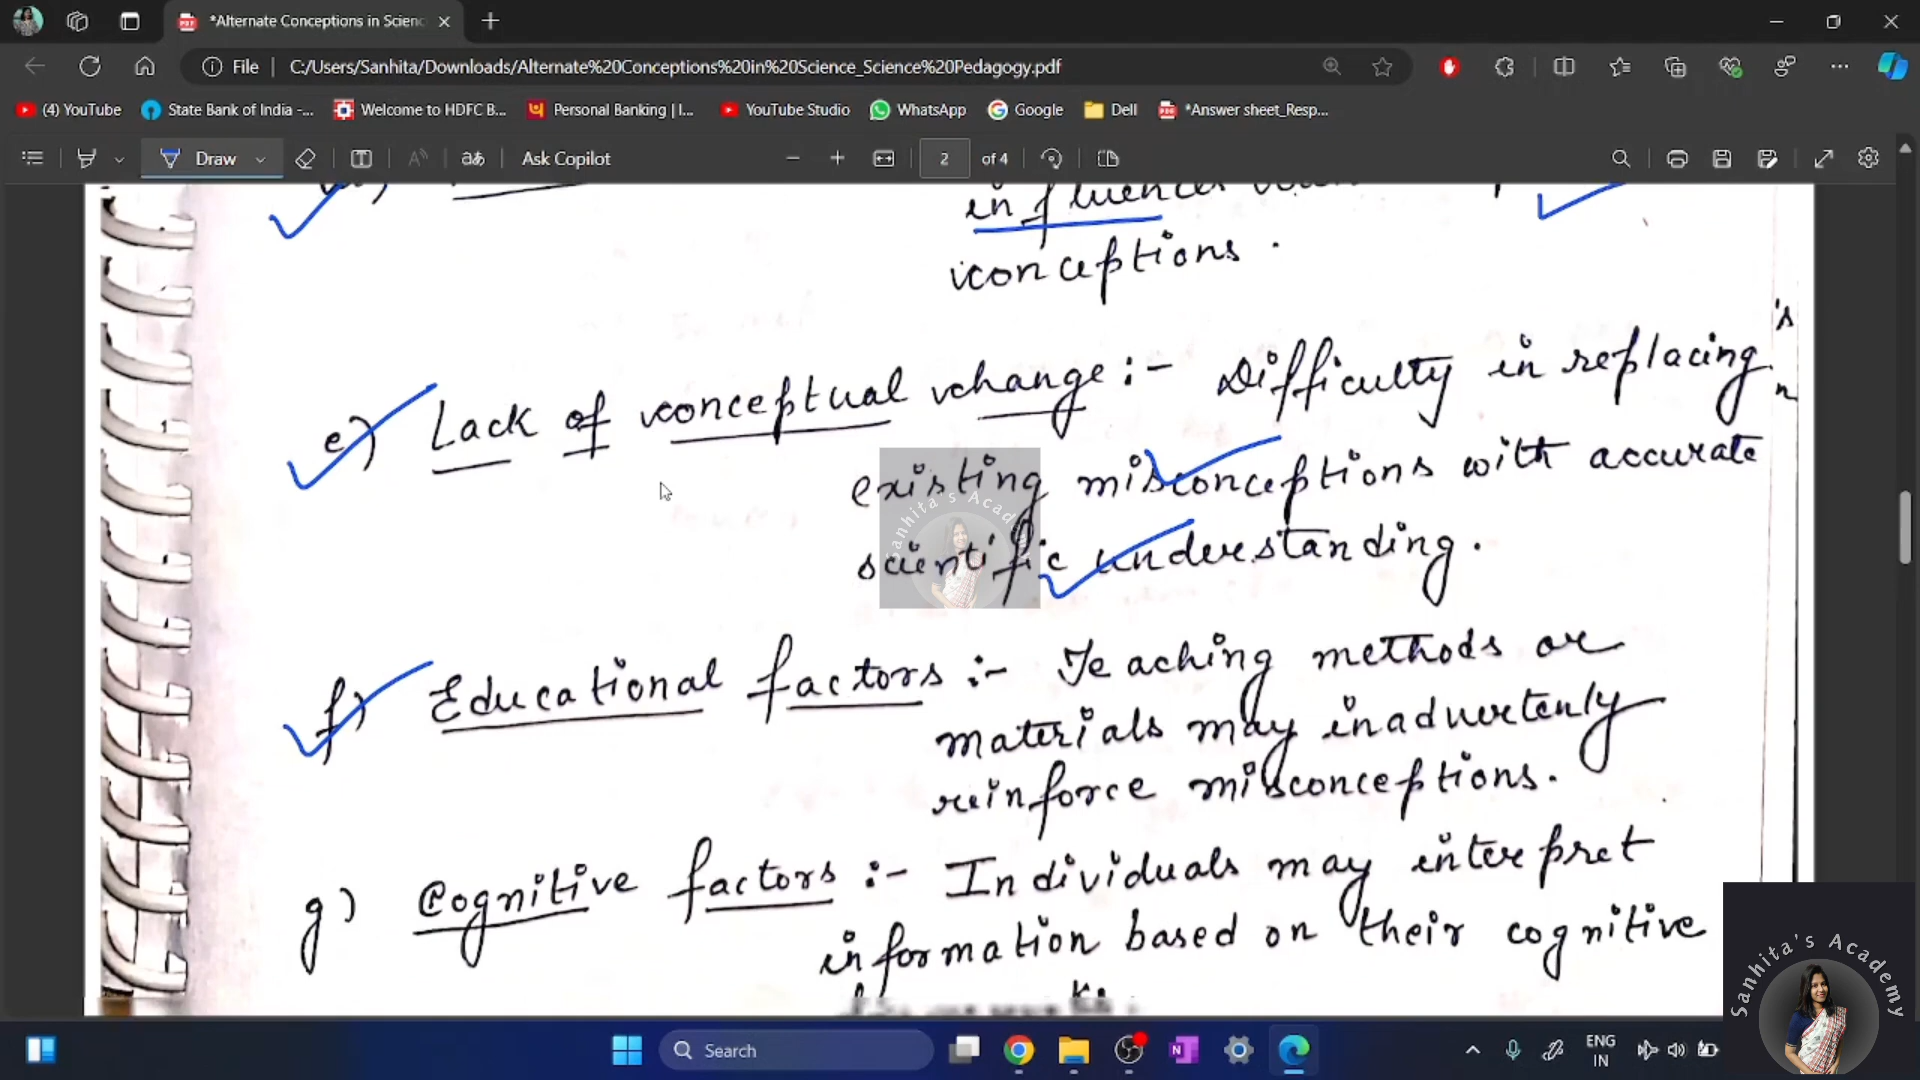 *Alternate Conceptions in Scienc
File
C:/Users/Sanhita/Downloads/Alternate%20Conceptions%20in%20Science_Science%20Pedagogy.pdf
(4) YouTube
State Bank of India -...
Welcome to HDFC B...
Personal Banking | I...
YouTube Studio
WhatsApp
Google
Dell
*Answer sheet_Resp...
Draw
Ask Copilot
2 of 4
influences
conceptions.
e) Lack of conceptual change :- Difficulty in replacing
existing misconceptions with accurate
scientific understanding.
f) Educational factors :- Teaching methods or
materials may inadvertenly
reinforce misconceptions.
g) Cognitive factors :- Individuals may interpret
information based on their cognitive
Sanhita's Academy
Sanhita's Academy
Search
ENG
IN